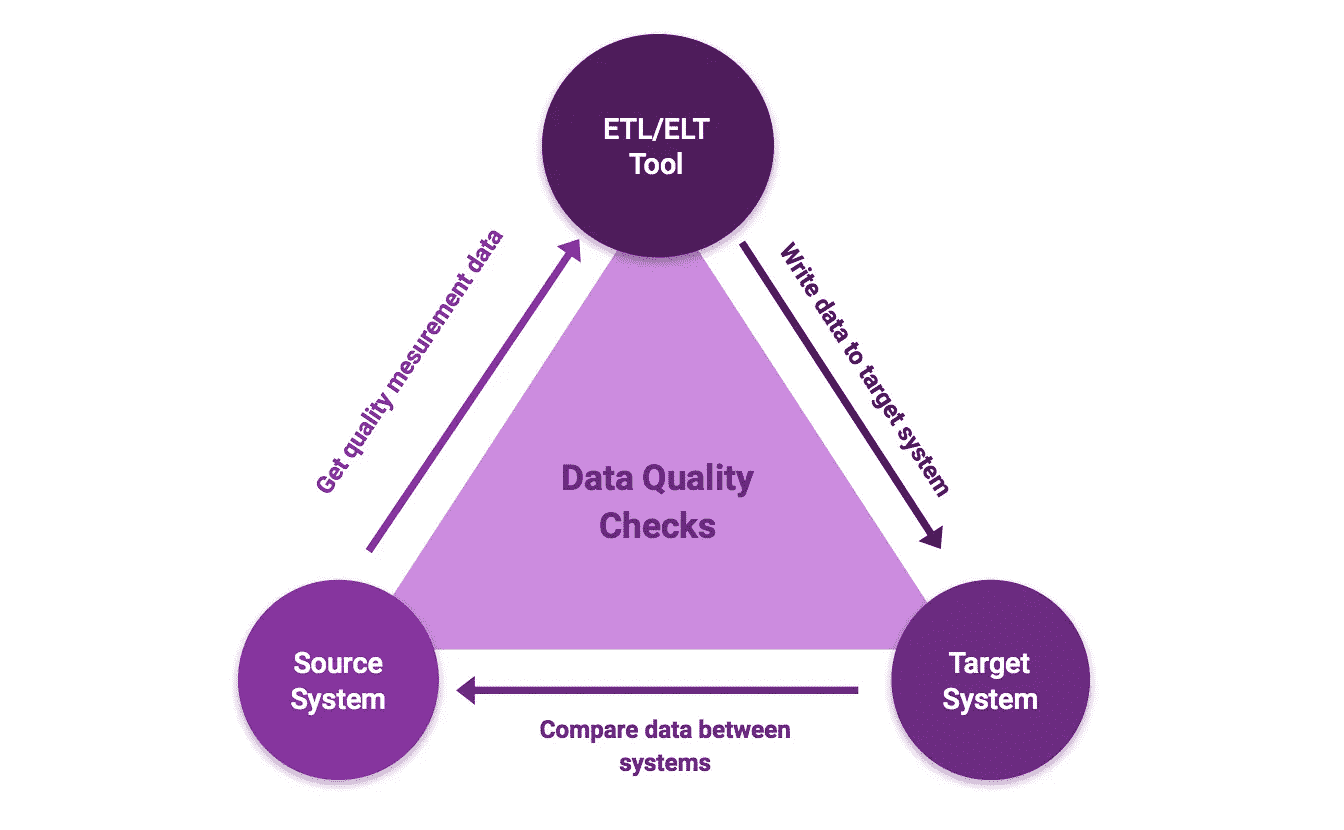 ETL/ELT
Tool
Get quality mesurement data
Write data to target system
Data Quality
Checks
Source
System
Target
System
Compare data between
systems